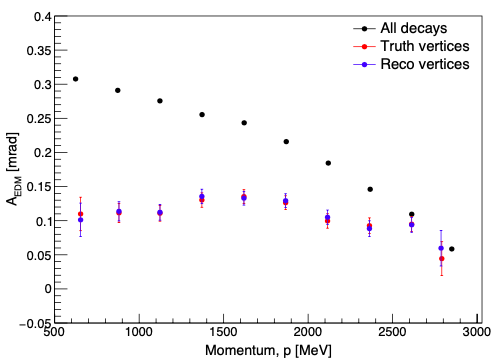 0.4
0.35
0.3
0.25
0.2
0.15
0.1
0.05
0
−0.05
A_EDM [mrad]
All decays
Truth vertices
Reco vertices
500 1000 1500 2000 2500 3000
Momentum, p [MeV]